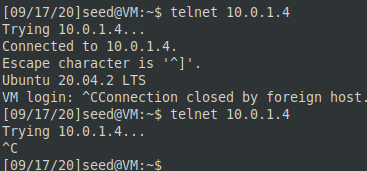 [09/17/20]seed@VM:~$ telnet 10.0.1.4
Trying 10.0.1.4...
Connected to 10.0.1.4.
Escape character is '^]'.
Ubuntu 20.04.2 LTS
VM login: ^CConnection closed by foreign host.
[09/17/20]seed@VM:~$ telnet 10.0.1.4
Trying 10.0.1.4...
^C
[09/17/20]seed@VM:~$